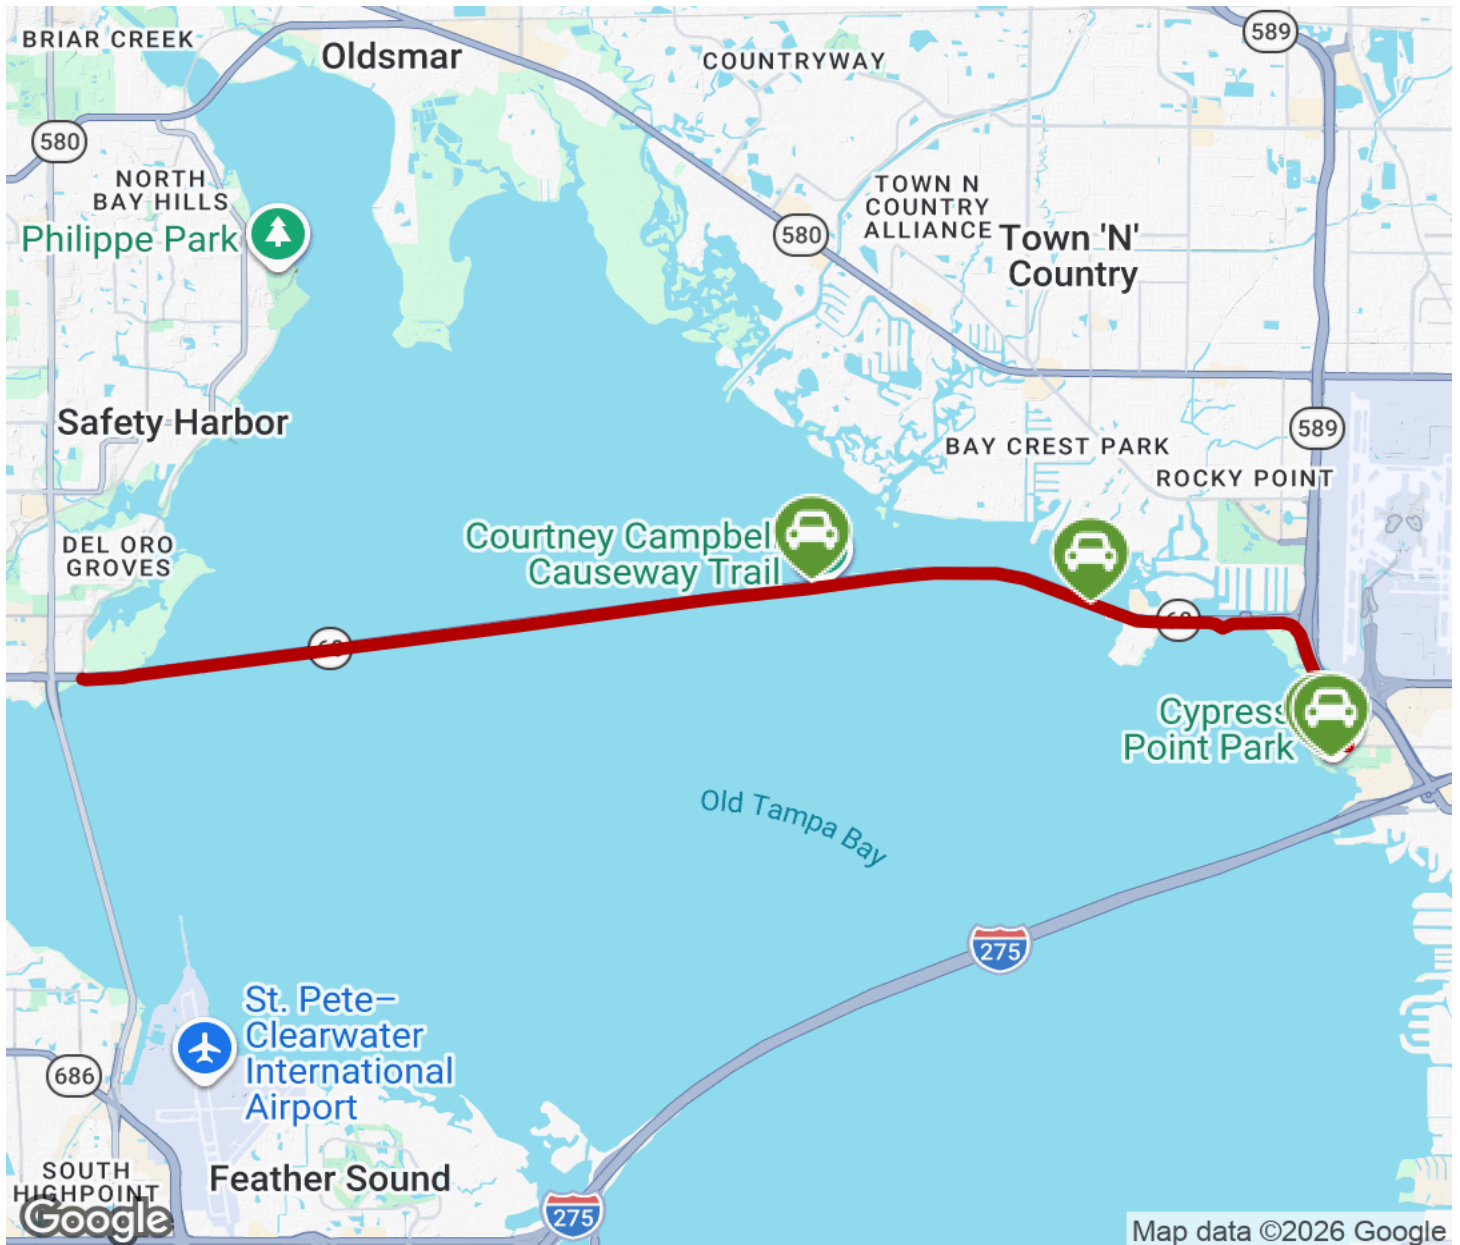 BRIAR CREEK
Oldsmar
COUNTRYWAY
589
580
NORTH
BAY HILLS
Philippe Park
TOWN N
COUNTRY
ALLIANCE
580
Town 'N'
Country
Safety Harbor
589
BAY CREST PARK
ROCKY POINT
DEL ORO
GROVES
Courtney Campbell
Causeway Trail
Cypress
Point Park
Old Tampa Bay
275
St. Pete–
Clearwater
International
Airport
686
SOUTH
HIGHPOINT
Feather Sound
275
Google
Map data ©2026 Google